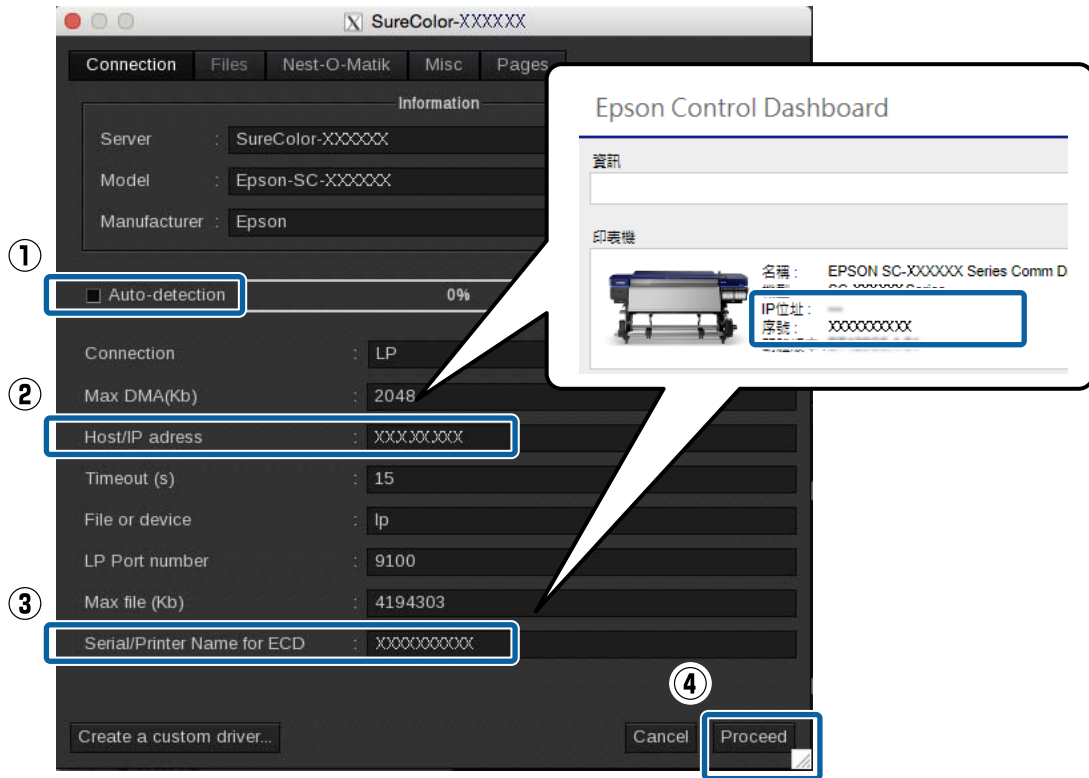 SureColor-XXXXXX
Connection Files Nest-O-Matik Misc Pages
Information
Server : SureColor-XXXXXX
Model : Epson-SC-XXXXXX
Manufacturer : Epson
①
Auto-detection 0%
Connection : LP
②
Max DMA(Kb) : 2048
Host/IP adress : XXX.XX.XXX
Timeout (s) : 15
File or device : lp
LP Port number : 9100
③
Max file (Kb) : 4194303
Serial/Printer Name for ECD : XXXXXXXXXX
④
Create a custom driver... Cancel Proceed
Epson Control Dashboard
資訊
印表機
名稱 : EPSON SC-XXXXXX Series Comm D
IP位址 :
序號 : XXXXXXXXXX